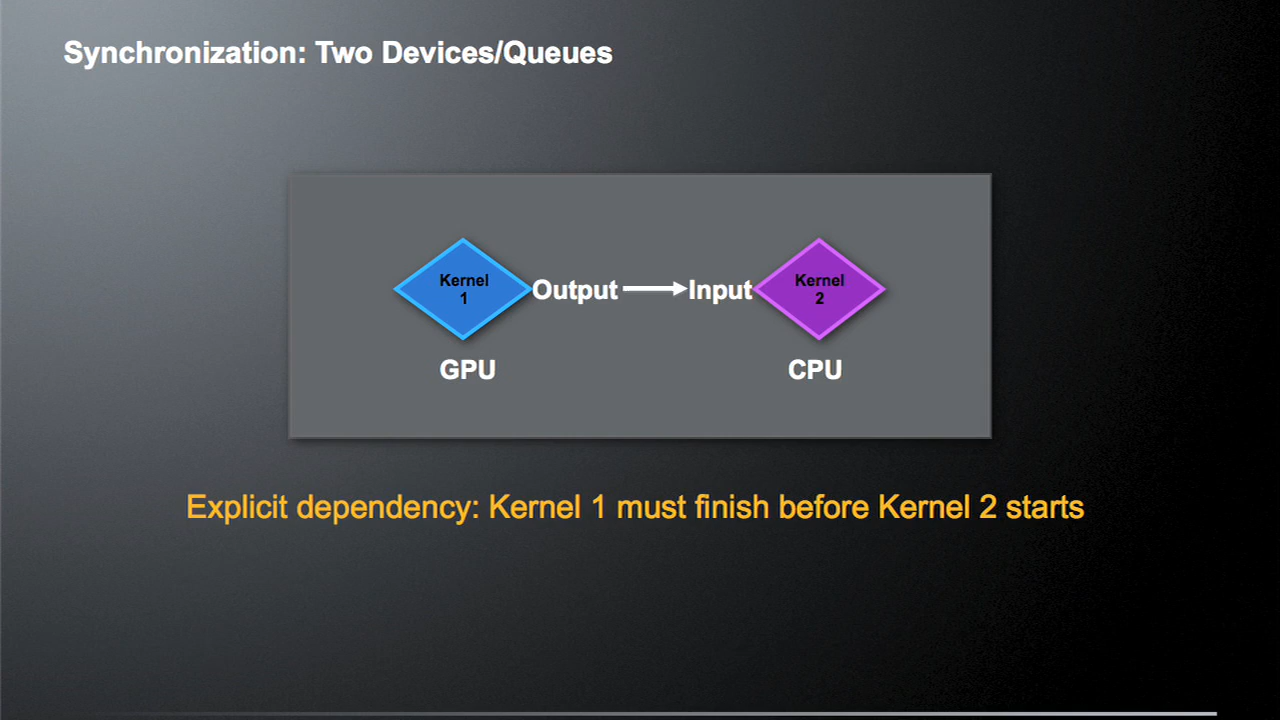 Synchronization: Two Devices/Queues
Kernel
1
Output
Input
Kernel
2
GPU
CPU
Explicit dependency: Kernel 1 must finish before Kernel 2 starts